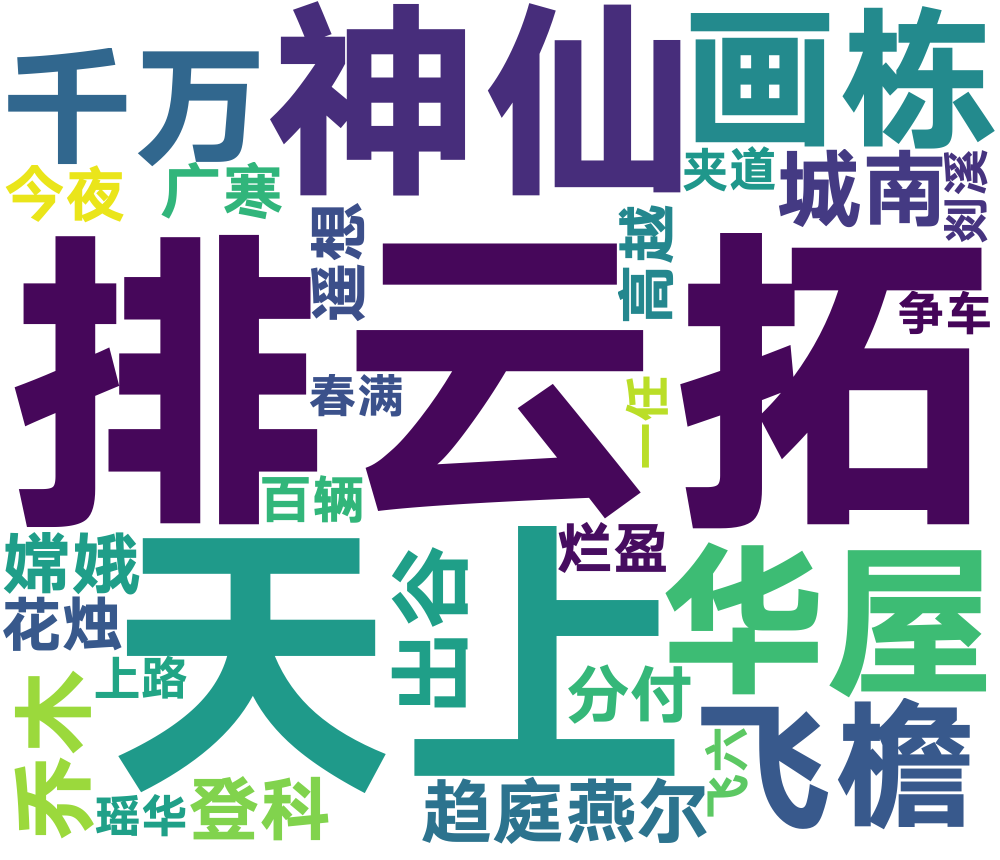 千万
神仙
画栋
今夜
广寒
夹道
城南
剡溪
遥想
高越
排云拓
争车
春满
一任
百辆
嫦娥
天上
出谷
烂盈
华屋
花烛
上路
分付
乔木
飞檐
飞六
瑶华
登科
趋庭
燕尔